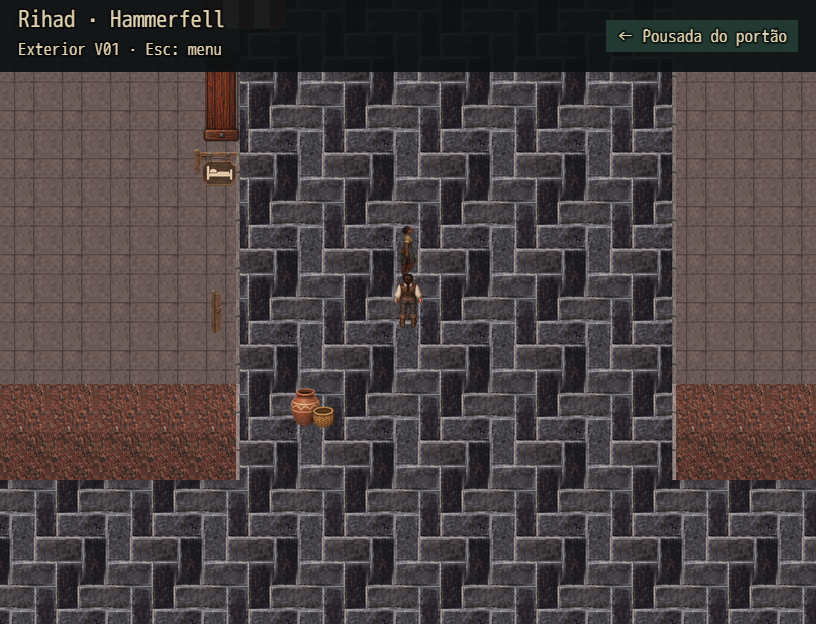 Rihad · Hammerfell
Exterior V01 · Esc: menu
← Pousada do portão